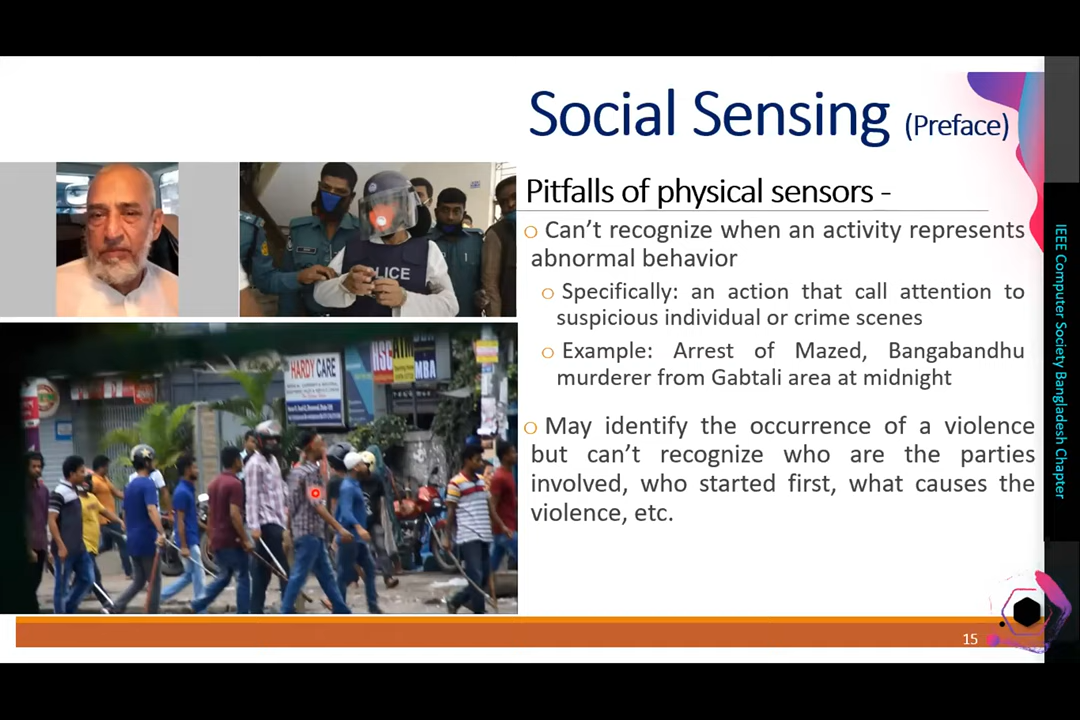 Social Sensing (Preface)
Pitfalls of physical sensors -
Can’t recognize when an activity represents
abnormal behavior
Specifically: an action that call attention to
suspicious individual or crime scenes
Example: Arrest of Mazed, Bangabandhu
murderer from Gabtali area at midnight
May identify the occurrence of a violence
but can’t recognize who are the parties
involved, who started first, what causes the
violence, etc.
LICE
HARDY CARE
HSC
MBA
15
IEEE Computer Society Bangladesh Chapter